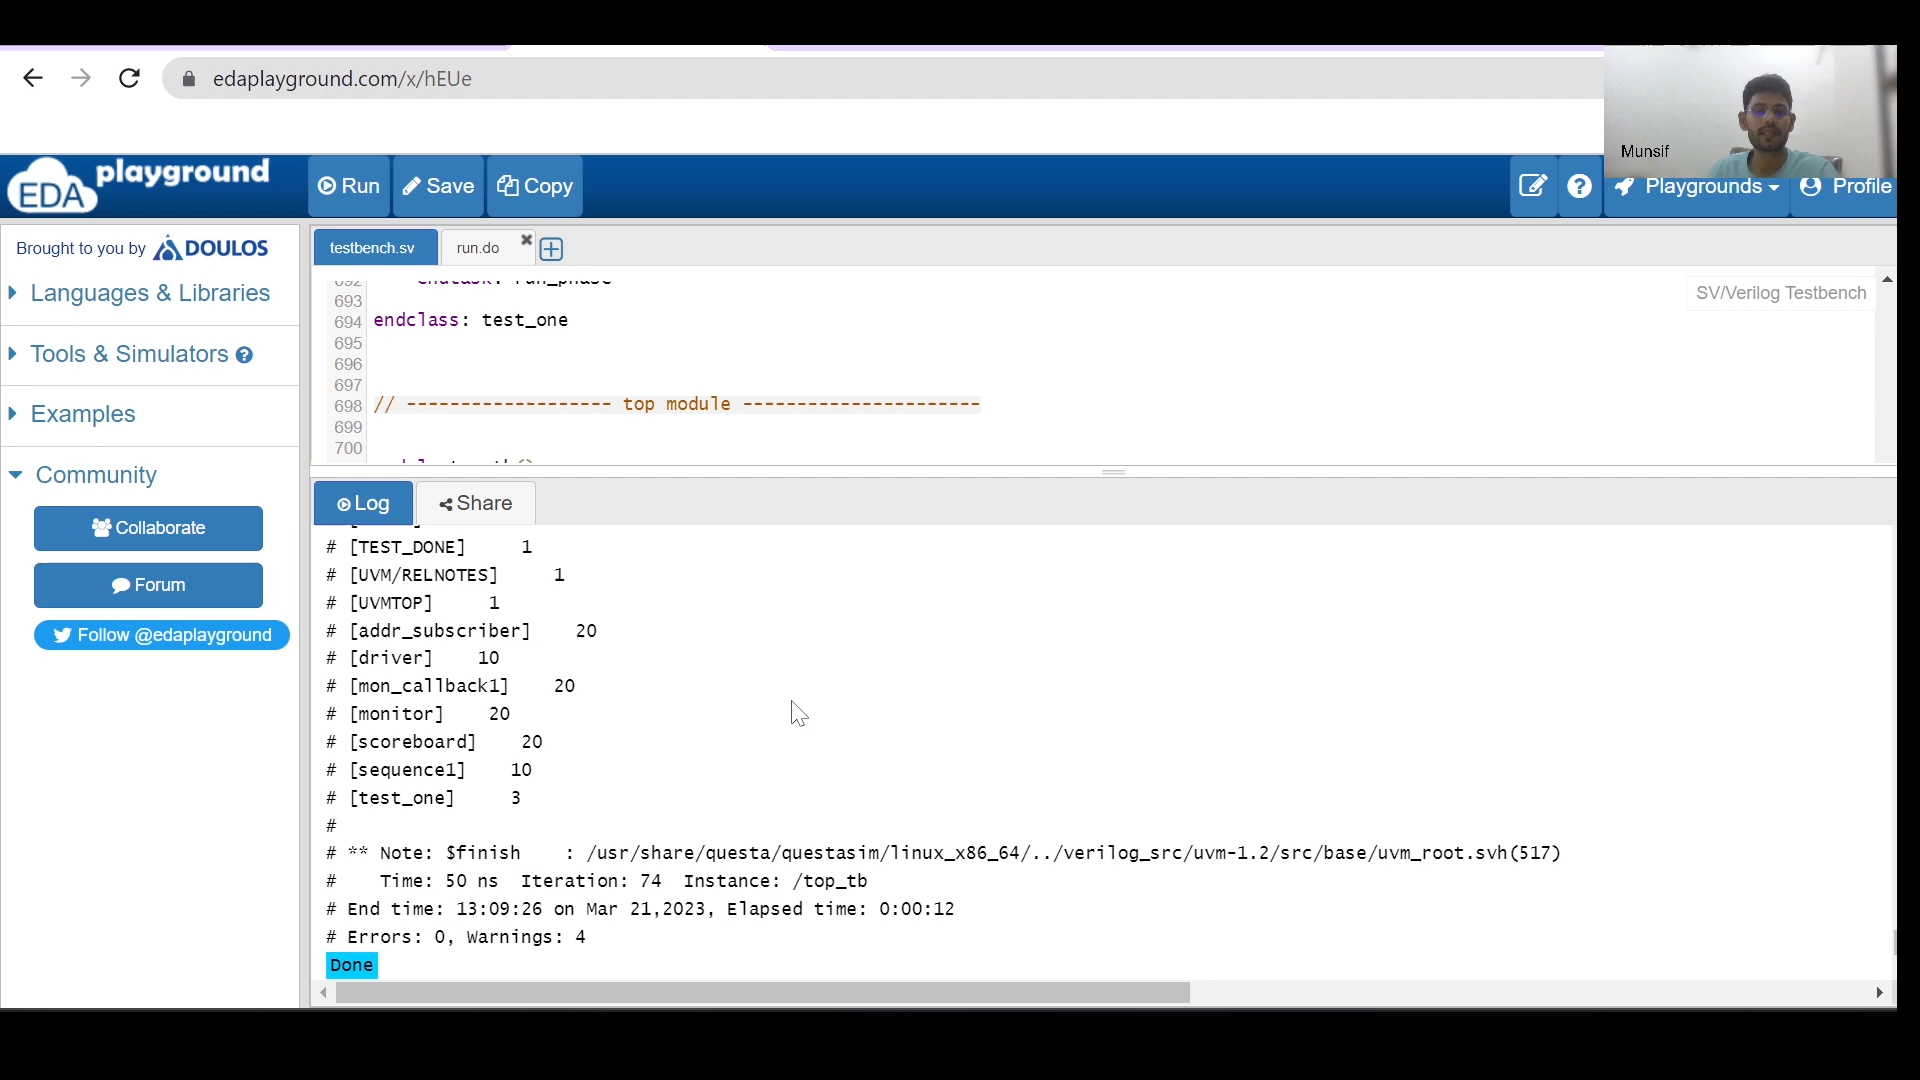 edaplayground.com/x/hEUe
Munsif
EDA playground
Run
Save
Copy
Playgrounds
Profile
Brought to you by DOULOS
Languages & Libraries
Tools & Simulators
Examples
Community
Collaborate
Forum
Follow @edaplayground
testbench.sv
run.do
SV/Verilog Testbench
692 endtask: run_phase
693
694 endclass: test_one
695
696
697
698 // ------------------- top module ----------------------
699
700
Log
Share
# [TEST_DONE] 1
# [UVM/RELNOTES] 1
# [UVMTOP] 1
# [addr_subscriber] 20
# [driver] 10
# [mon_callback1] 20
# [monitor] 20
# [scoreboard] 20
# [sequence1] 10
# [test_one] 3
#
# ** Note: $finish : /usr/share/questa/questasim/linux_x86_64/../verilog_src/uvm-1.2/src/base/uvm_root.svh(517)
# Time: 50 ns Iteration: 74 Instance: /top_tb
# End time: 13:09:26 on Mar 21,2023, Elapsed time: 0:00:12
# Errors: 0, Warnings: 4
Done